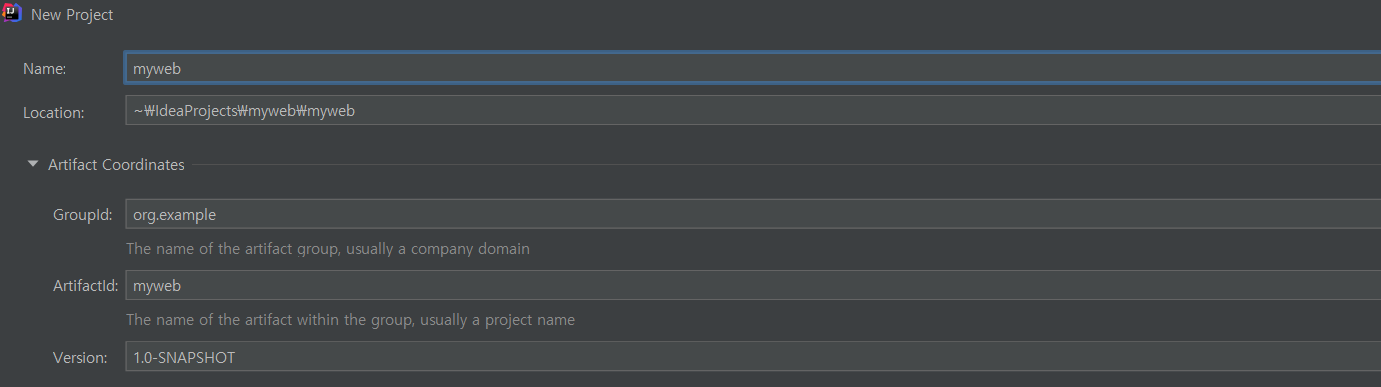 New Project
Name: myweb
Location: ~₩IdeaProjects₩myweb₩myweb
Artifact Coordinates
GroupId: org.example
The name of the artifact group, usually a company domain
ArtifactId: myweb
The name of the artifact within the group, usually a project name
Version: 1.0-SNAPSHOT